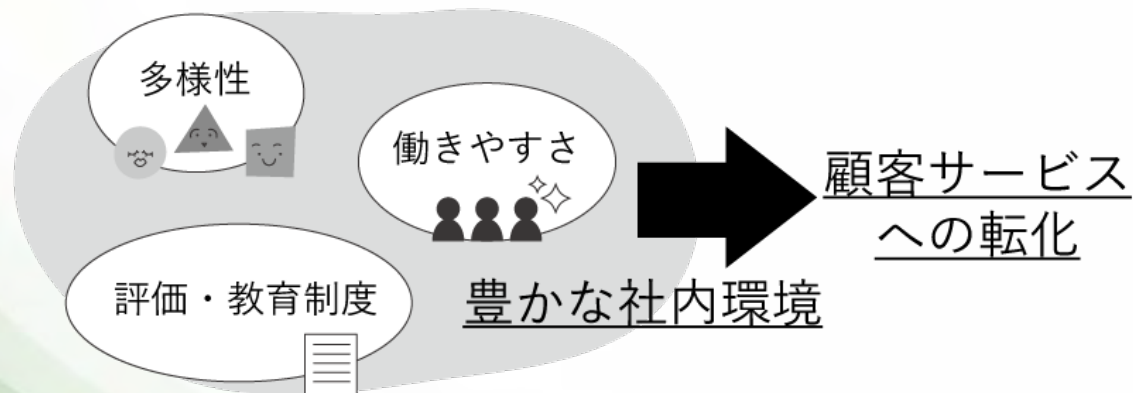 多様性
働きやすさ
評価・教育制度
豊かな社内環境
顧客サービス
への転化